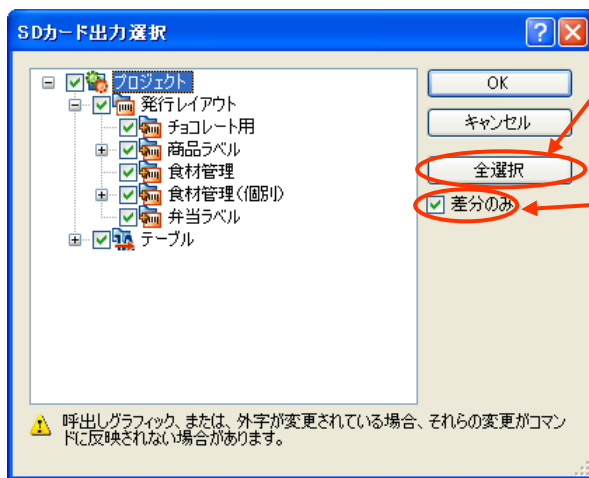 SDカード出力選択
プロジェクト
発行レイアウト
チョコレート用
商品ラベル
食材管理
食材管理(個別)
弁当ラベル
テーブル
OK
キャンセル
全選択
差分のみ
呼出しグラフィック、または、外字が変更されている場合、それらの変更がコマン
ドに反映されない場合があります。